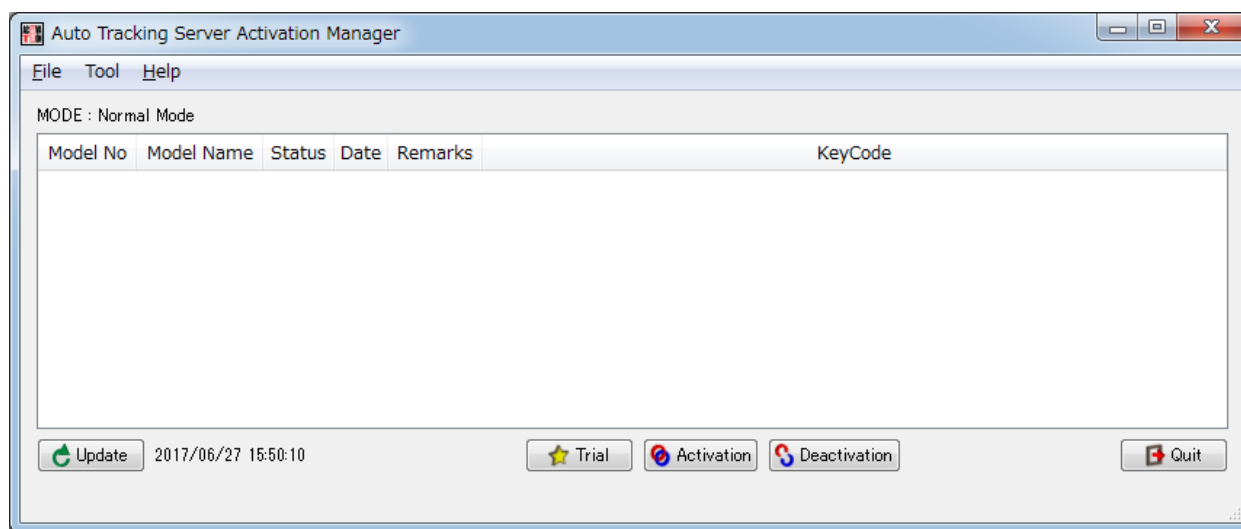 Auto Tracking Server Activation Manager
File Tool Help
MODE : Normal Mode
Model No Model Name Status Date Remarks KeyCode
Update 2017/06/27 15:50:10 Trial Activation Deactivation Quit